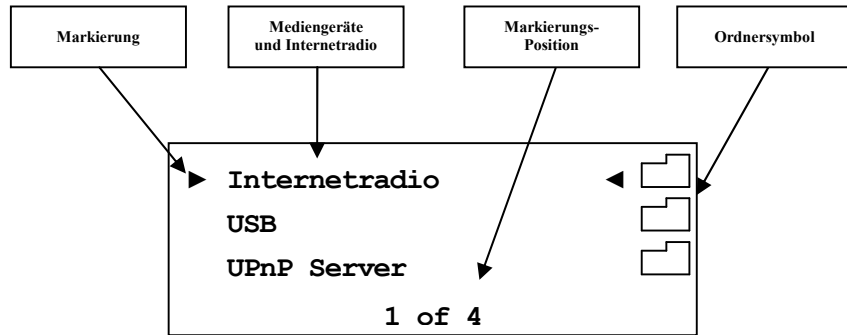 Markierung
Mediengeräte
und Internetradio
Markierungs-
Position
Ordnersymbol
Internetradio
USB
UPnP Server
1 of 4